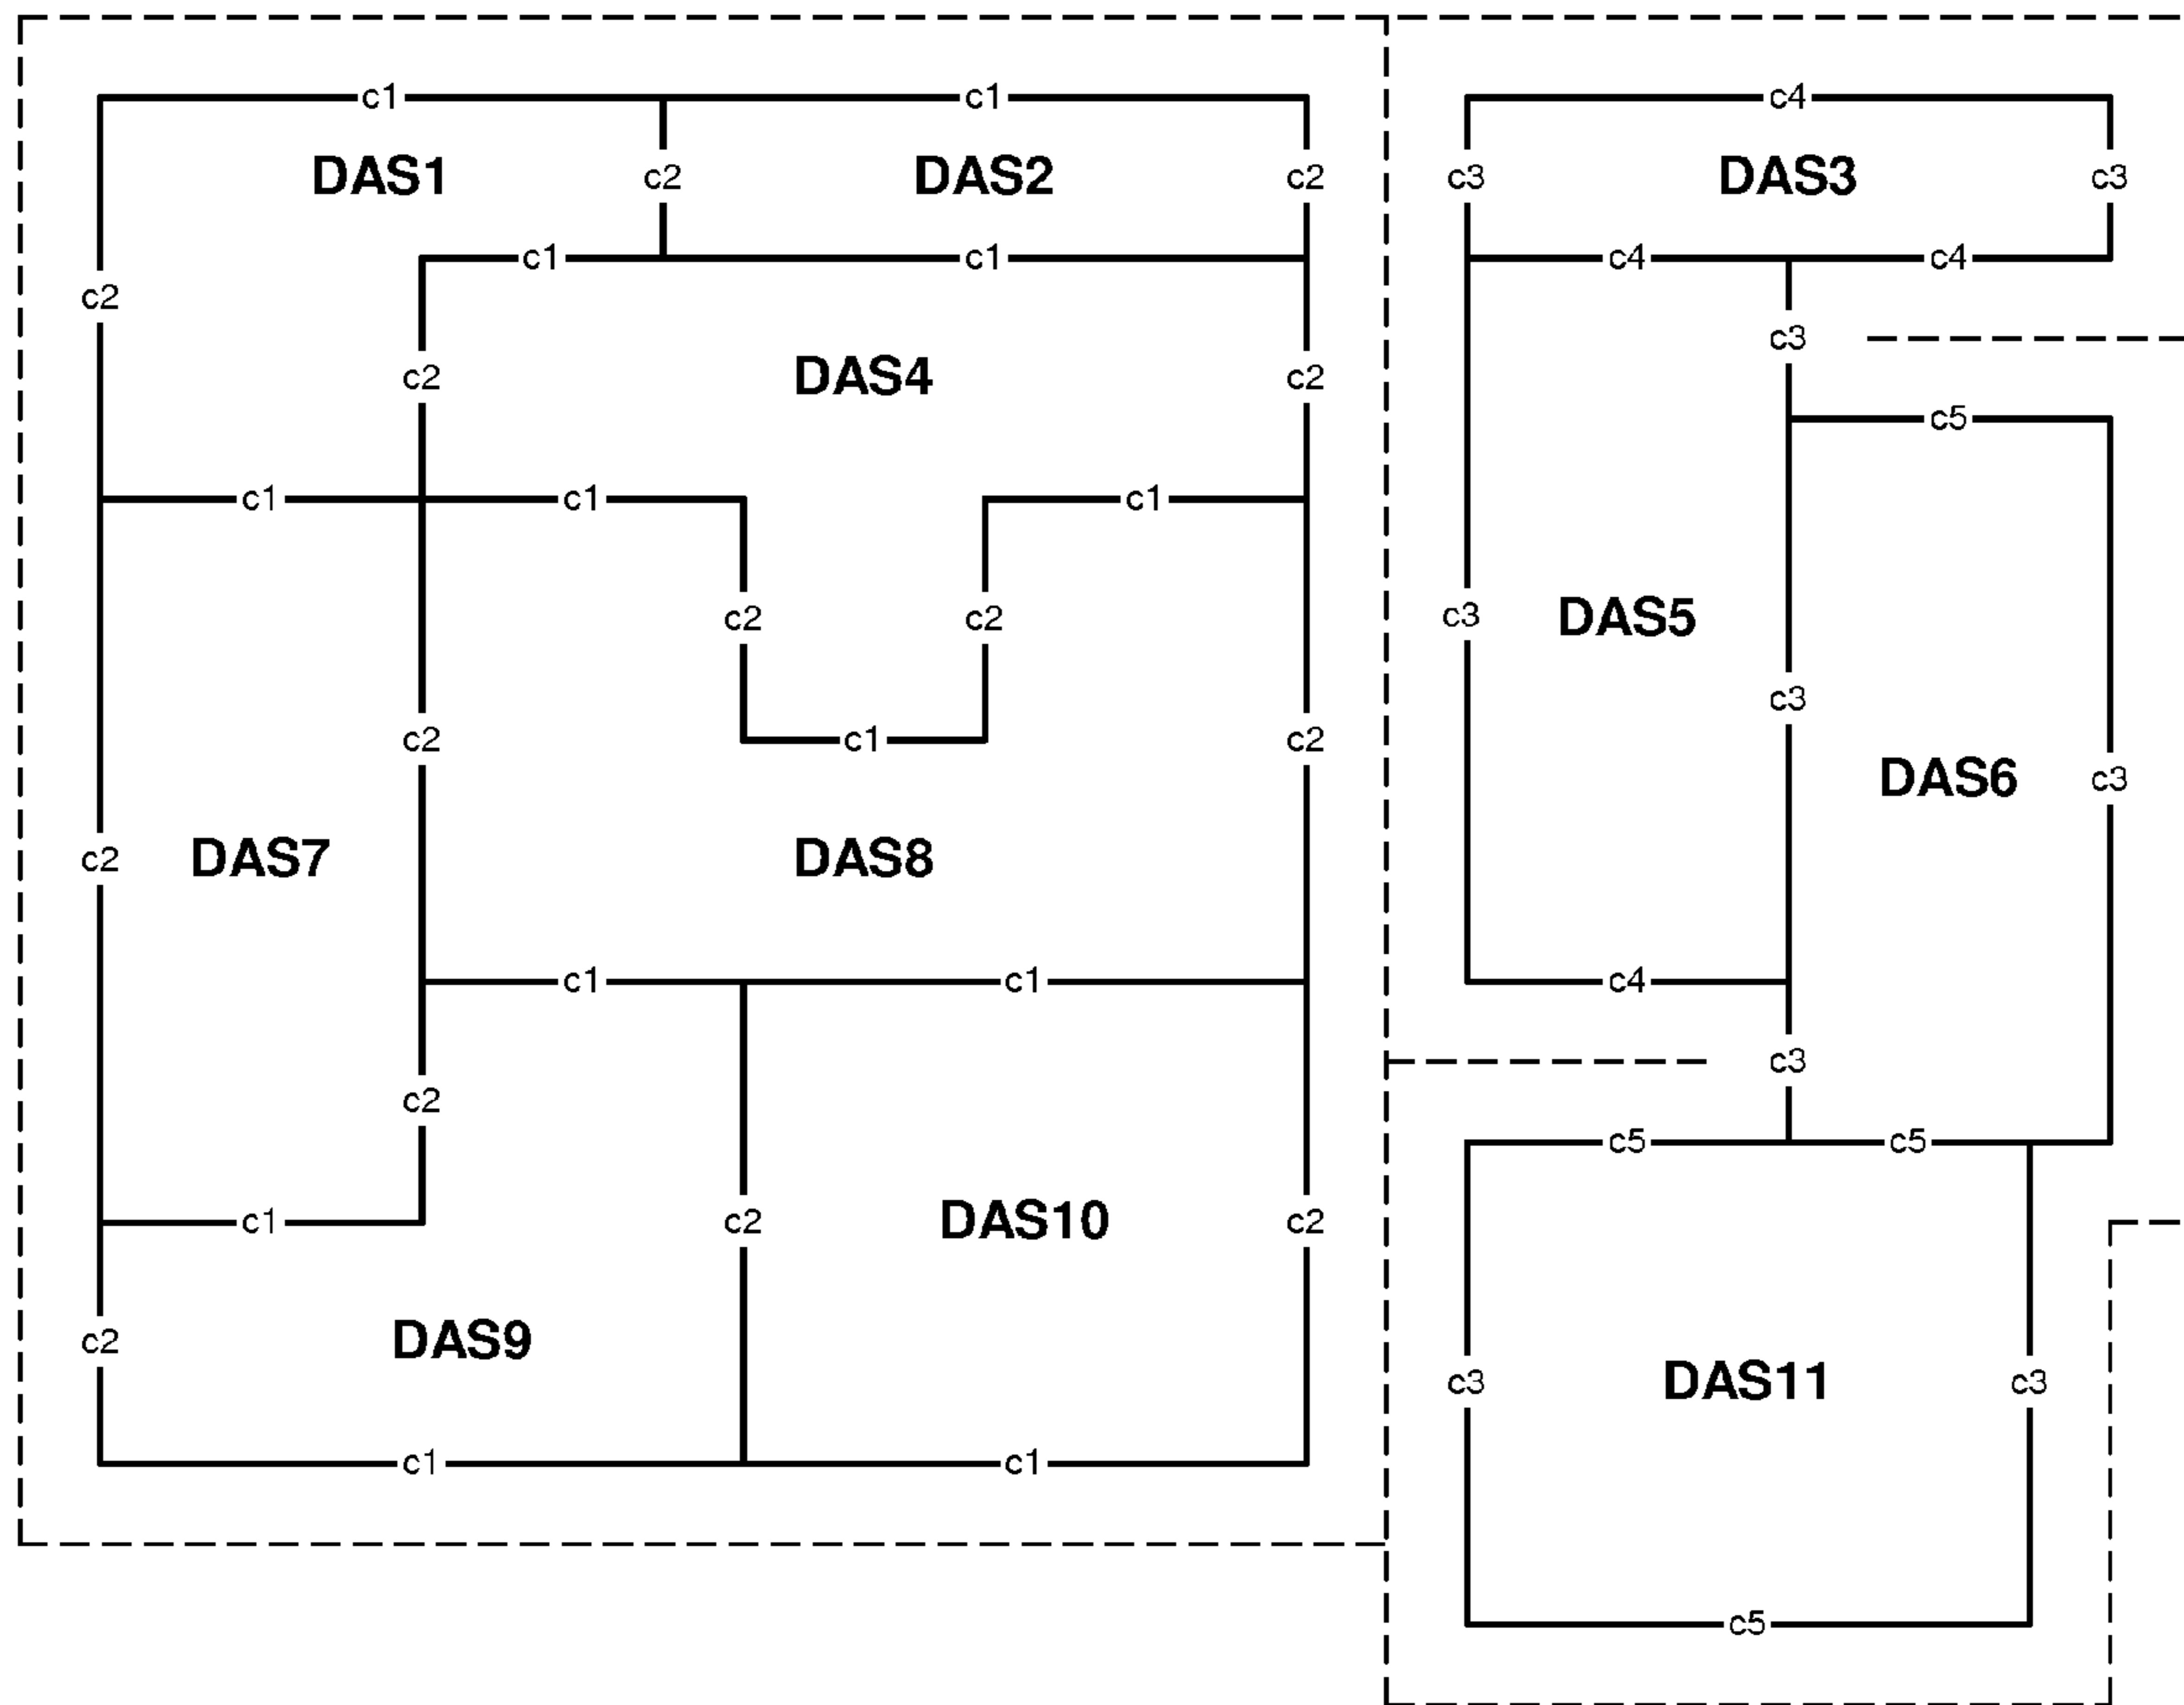 c1 c1 c4
DAS1 c2 DAS2 c2 c3 DAS3 c3
c1 c1 c4 c4
c2
c3
c2 DAS4 c2
c5
c1 c1 c1
c2 c2 c3 DAS5
c3
c2 c1 c2
DAS6 c3
c2 DAS7 DAS8
c1 c1 c4
c3
c2
c5 c5
c1 c2 DAS10 c2
c2 DAS9
c3 DAS11 c3
c1 c1
c5